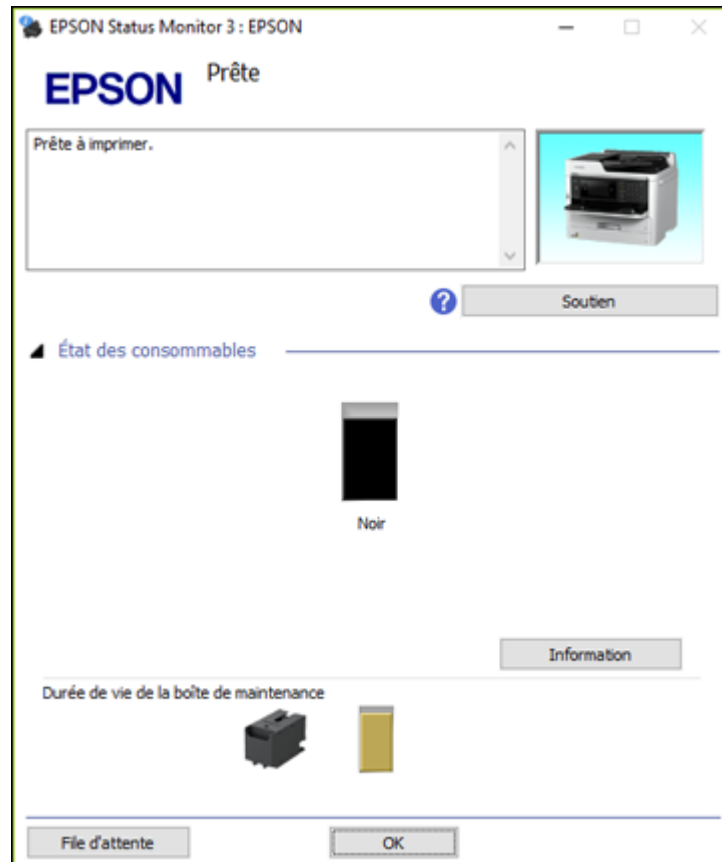 EPSON Status Monitor 3 : EPSON
EPSON
Prête
Prête à imprimer.
Soutien
État des consommables
Noir
Information
Durée de vie de la boîte de maintenance
File d'attente
OK